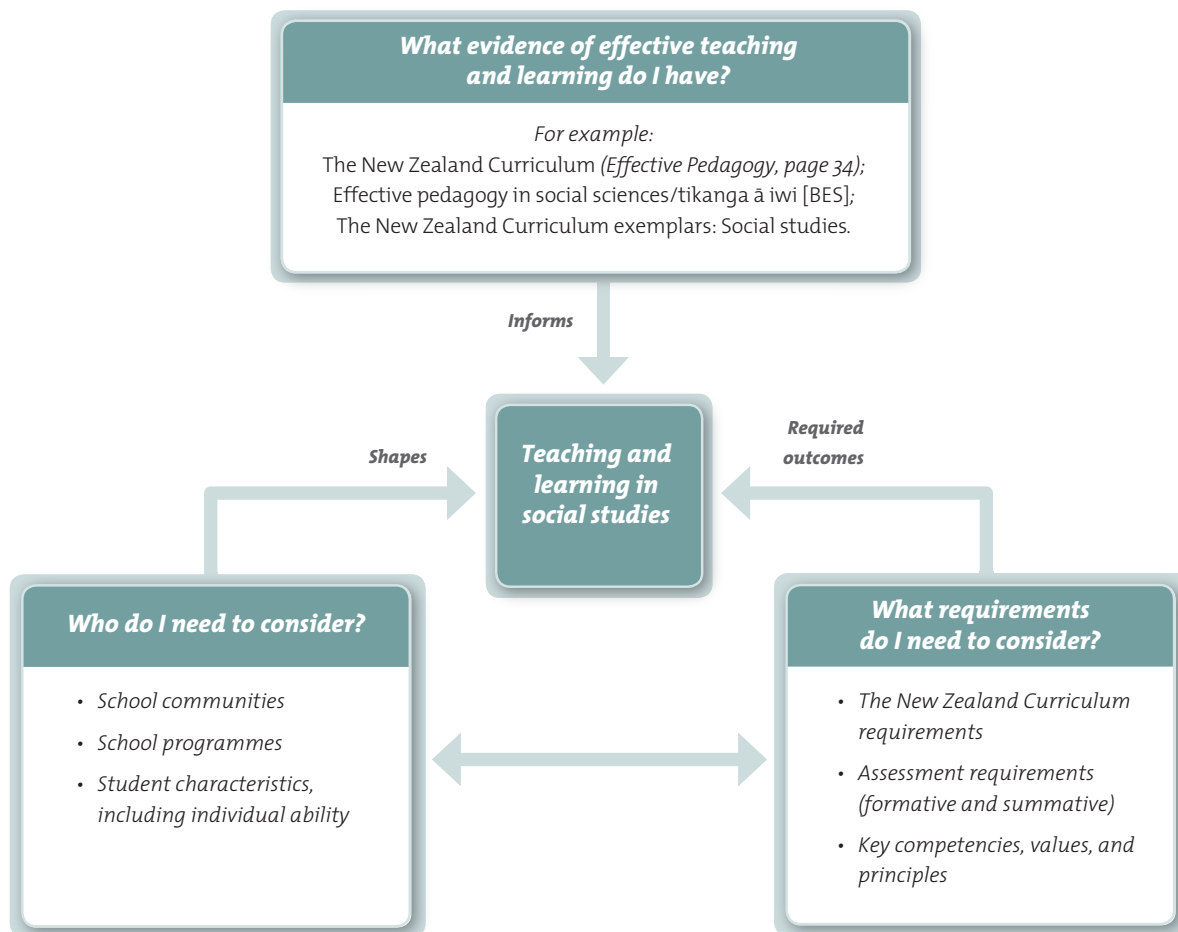 What evidence of effective teaching
and learning do I have?
For example:
The New Zealand Curriculum (Effective Pedagogy, page 34);
Effective pedagogy in social sciences/tikanga ā iwi [BES];
The New Zealand Curriculum exemplars: Social studies.
Informs
Shapes
Required
outcomes
Teaching and
learning in
social studies
Who do I need to consider?
• School communities
• School programmes
• Student characteristics,
including individual ability
What requirements
do I need to consider?
• The New Zealand Curriculum
requirements
• Assessment requirements
(formative and summative)
• Key competencies, values, and
principles